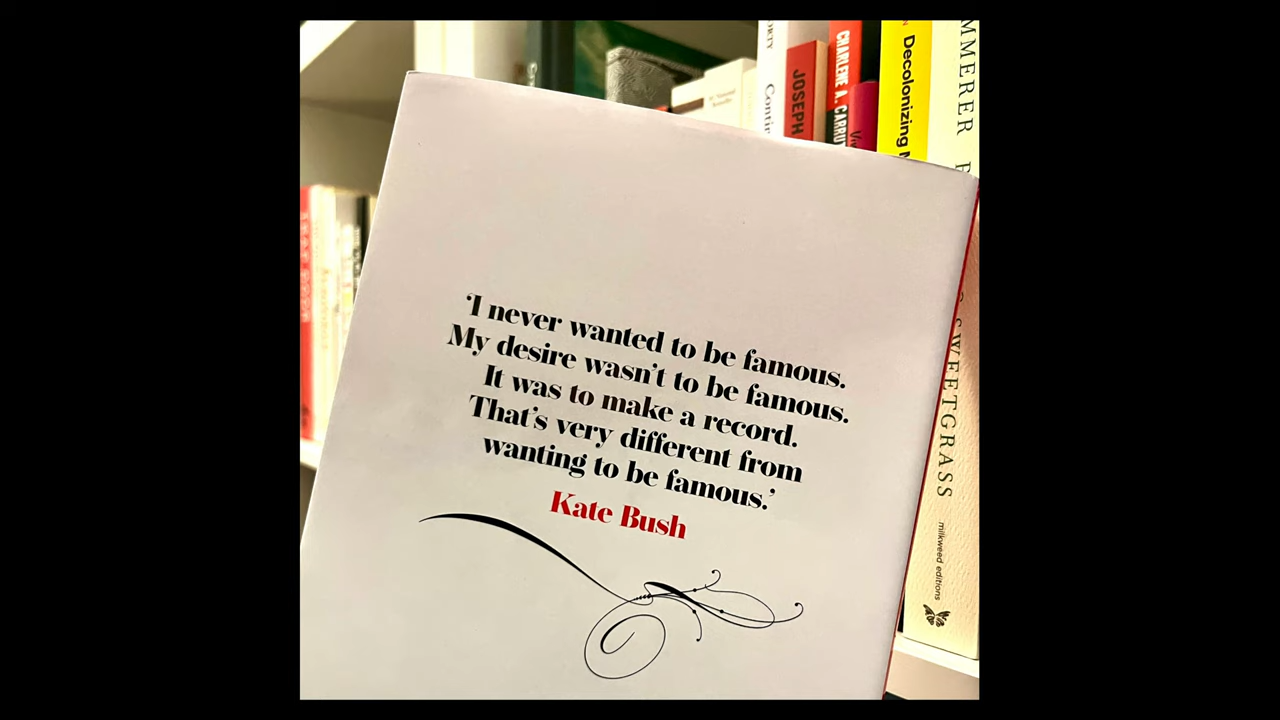 ‘I never wanted to be famous.
My desire wasn’t to be famous.
It was to make a record.
That’s very different from
wanting to be famous.’
Kate Bush
JOSEPH
CHARLENE A.
Decolonizing
SWEETGRASS
milkweed editions